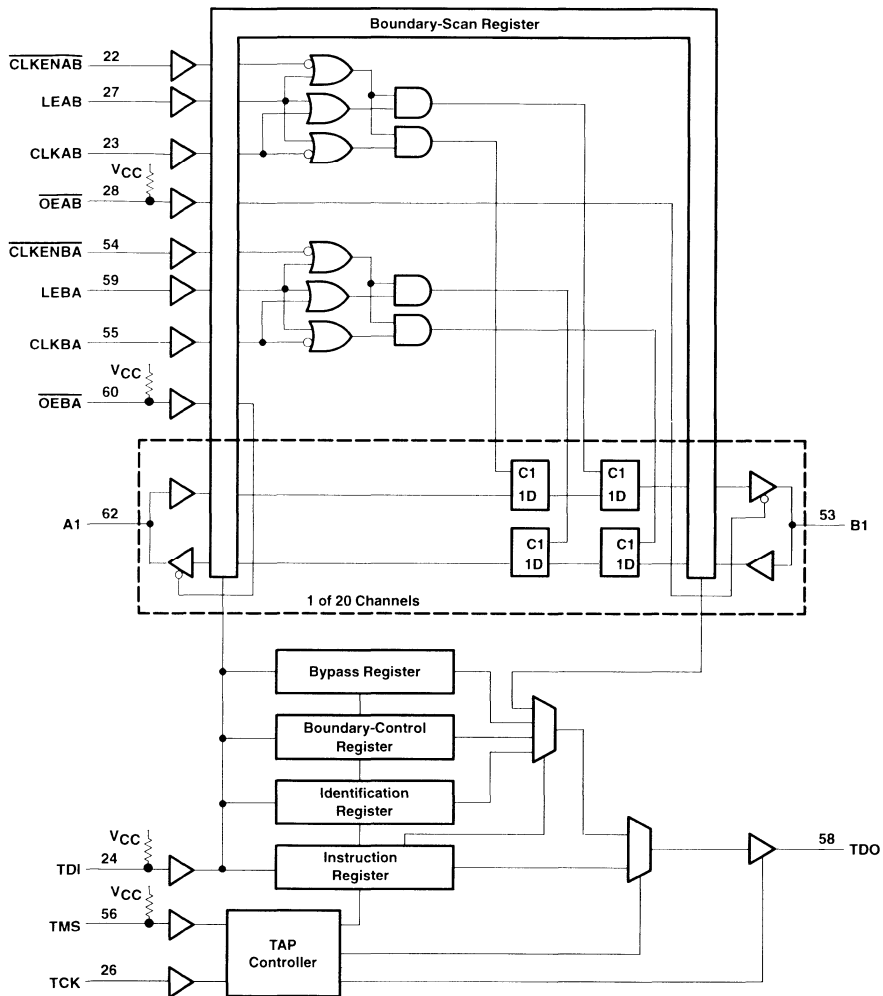 Boundary-Scan Register
CLKENAB 22
LEAB 27
CLKAB 23
VCC
OEAB 28
CLKENBA 54
LEBA 59
CLKBA 55
VCC
OEBA 60
C1 C1
1D 1D
A1 62 53 B1
C1 C1
1D 1D
1 of 20 Channels
Bypass Register
Boundary-Control
Register
Identification
Register
VCC
TDI 24
Instruction
Register
58 TDO
VCC
TMS 56
TAP
Controller
TCK 26